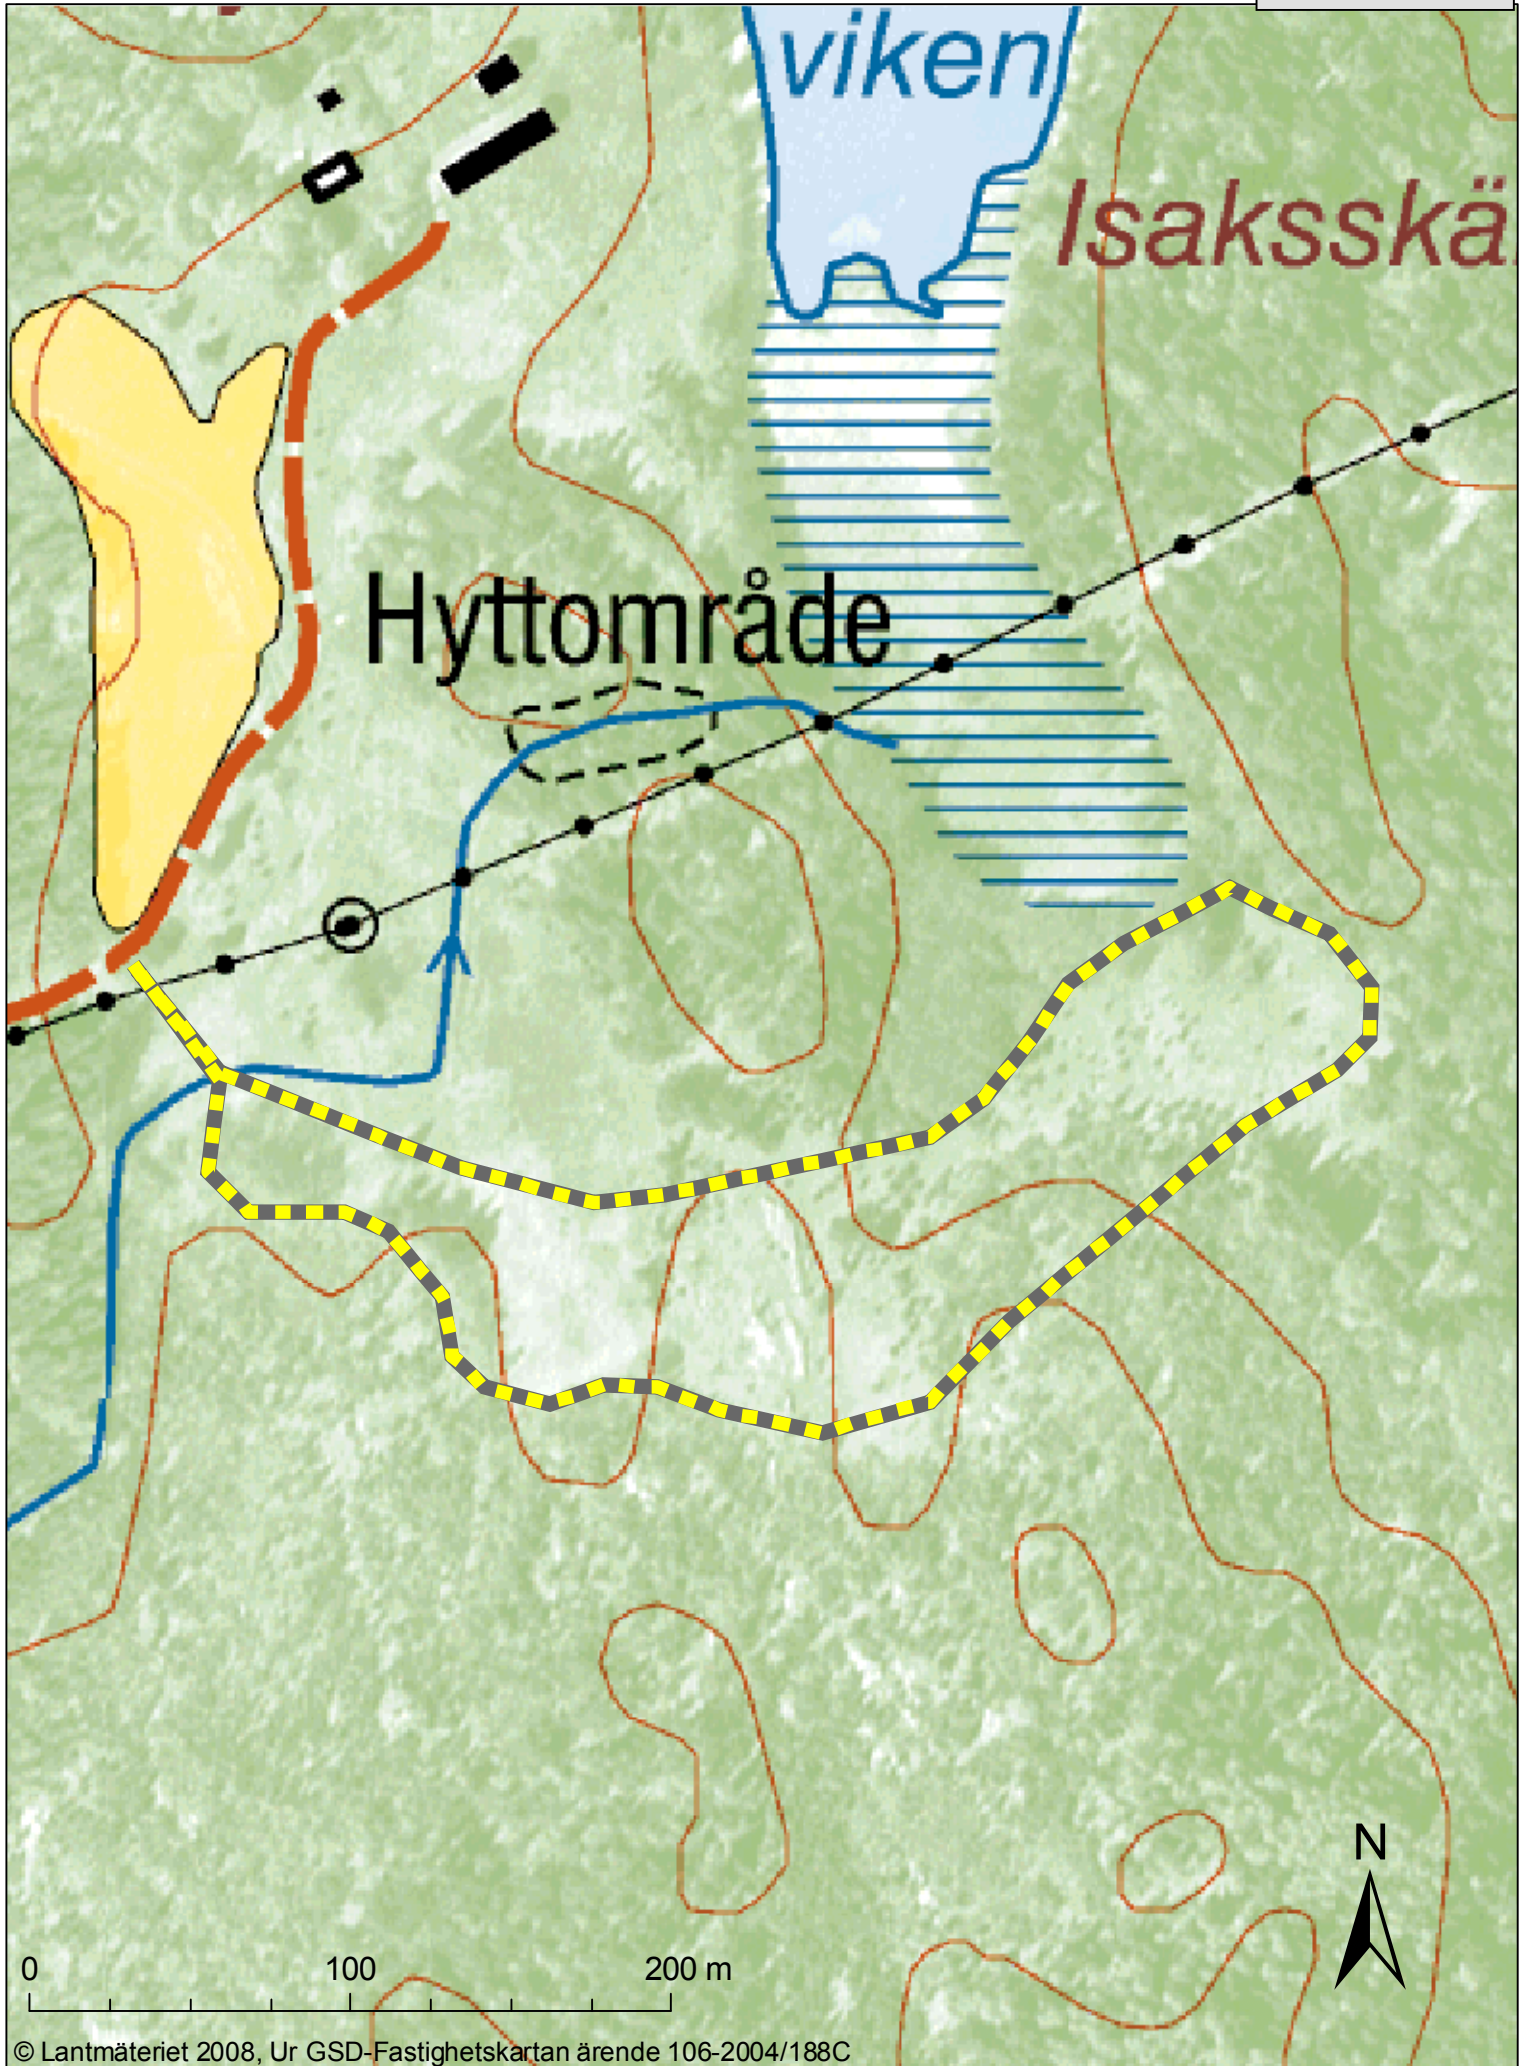 viken
Isaksskä
Hyttområde
N
0 100 200 m
© Lantmäteriet 2008, Ur GSD-Fastighetskartan ärende 106-2004/188C